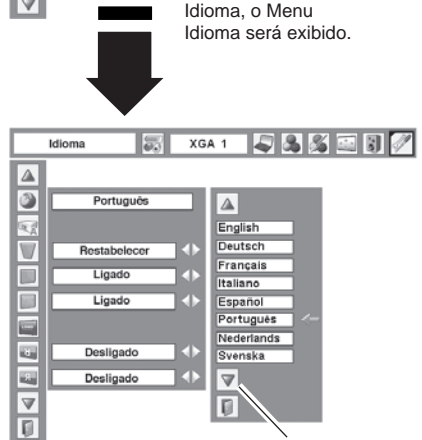 Idioma, o Menu
Idioma será exibido.
Idioma
XGA 1
Português
Restabelecer
Ligado
Ligado
Desligado
Desligado
English
Deutsch
Français
Italiano
Español
Português
Nederlands
Svenska